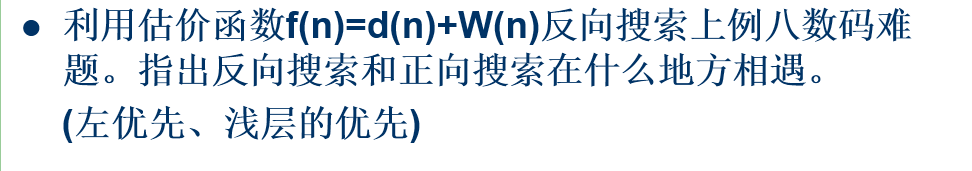 ● 利用估价函数f(n)=d(n)+W(n)反向搜索上例八数码难
题。指出反向搜索和正向搜索在什么地方相遇。
(左优先、浅层的优先)